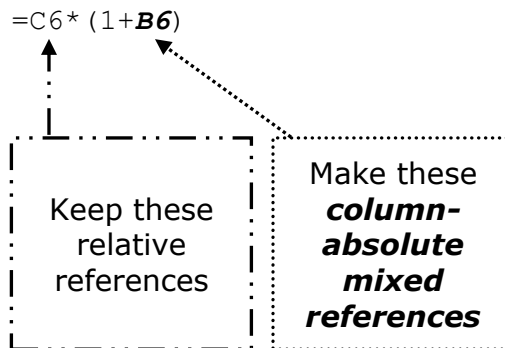 =C6*(1+B6)
Keep these
relative
references
Make these
column-
absolute
mixed
references